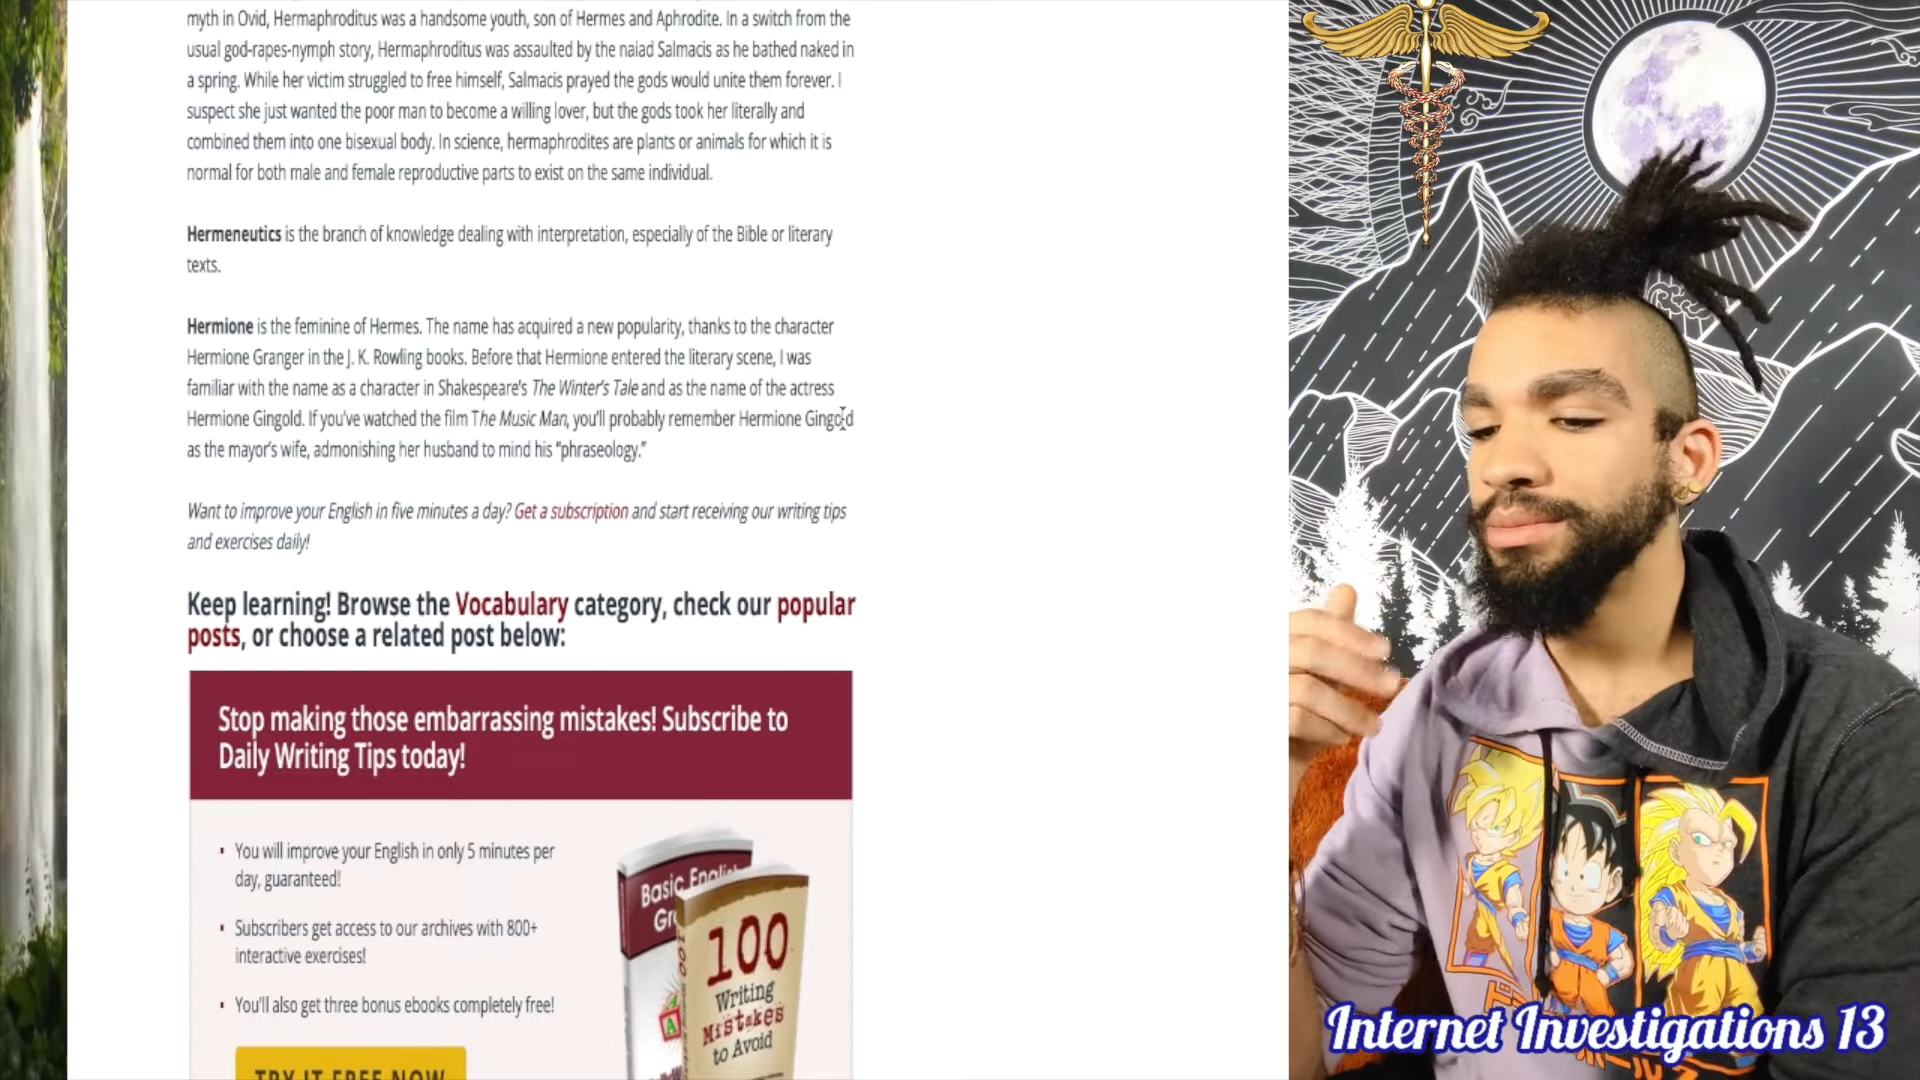 myth in Ovid, Hermaphroditus was a handsome youth, son of Hermes and Aphrodite. In a switch from the
usual god-rapes-nymph story, Hermaphroditus was assaulted by the naiad Salmacis as he bathed naked in
a spring. While her victim struggled to free himself, Salmacis prayed the gods would unite them forever. I
suspect she just wanted the poor man to become a willing lover, but the gods took her literally and
combined them into one bisexual body. In science, hermaphrodites are plants or animals for which it is
normal for both male and female reproductive parts to exist on the same individual.
Hermeneutics is the branch of knowledge dealing with interpretation, especially of the Bible or literary
texts.
Hermione is the feminine of Hermes. The name has acquired a new popularity, thanks to the character
Hermione Granger in the J. K. Rowling books. Before that Hermione entered the literary scene, I was
familiar with the name as a character in Shakespeare's The Winter's Tale and as the name of the actress
Hermione Gingold. If you've watched the film The Music Man, you'll probably remember Hermione Gingold
as the mayor's wife, admonishing her husband to mind his "phraseology."
Want to improve your English in five minutes a day? Get a subscription and start receiving our writing tips
and exercises daily!
Keep learning! Browse the Vocabulary category, check our popular
posts, or choose a related post below:
Stop making those embarrassing mistakes! Subscribe to
Daily Writing Tips today!
You will improve your English in only 5 minutes per
day, guaranteed!
Subscribers get access to our archives with 800+
interactive exercises!
You'll also get three bonus ebooks completely free!
TRY IT FREE NOW
Basic English
100
Writing
Mistakes
to Avoid
Internet Investigations 13